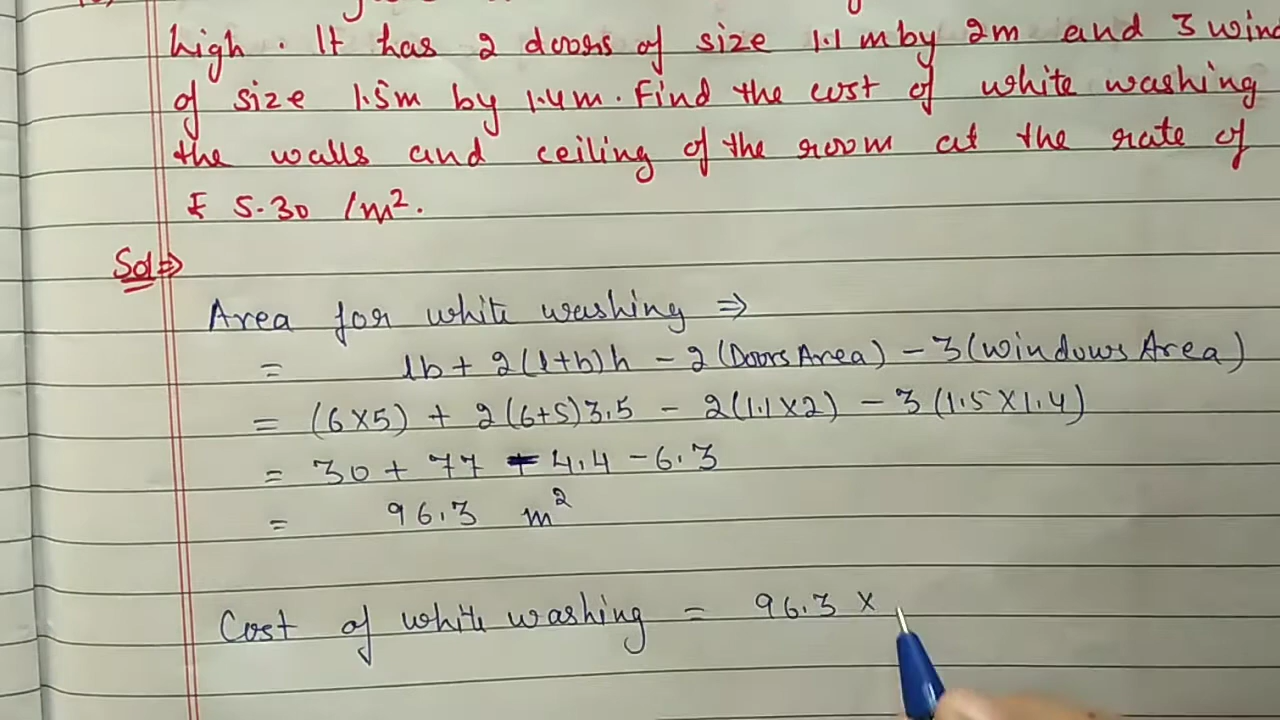 high. It has 2 doors of size 1.1 m by 2m and 3 wind
of size 1.5m by 1.4m. Find the cost of white washing
the walls and ceiling of the room at the rate of
₹ 5.30 /m².
Sol⇒
Area for white washing ⇒
= lb + 2(l+b)h - 2(Doors Area) - 3(windows Area)
= (6×5) + 2(6+5)3.5 - 2(1.1×2) - 3(1.5×1.4)
= 30 + 77 - 4.4 - 6.3
= 96.3 m²
Cost of white washing = 96.3 ×